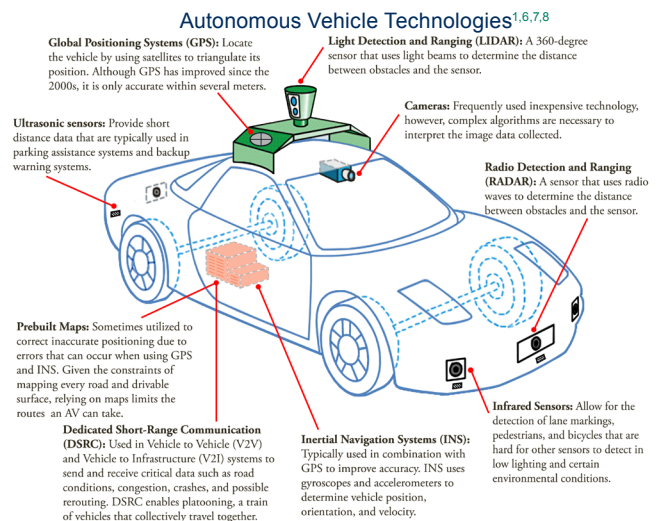 Autonomous Vehicle Technologies1,6,7,8
Global Positioning Systems (GPS): Locate
the vehicle by using satellites to triangulate its
position. Although GPS has improved since the
2000s, it is only accurate within several meters.
Light Detection and Ranging (LIDAR): A 360-degree
sensor that uses light beams to determine the distance
between obstacles and the sensor.
Cameras: Frequently used inexpensive technology,
however, complex algorithms are necessary to
interpret the image data collected.
Ultrasonic sensors: Provide short
distance data that are typically used in
parking assistance systems and backup
warning systems.
Radio Detection and Ranging
(RADAR): A sensor that uses radio
waves to determine the distance
between obstacles and the sensor.
Prebuilt Maps: Sometimes utilized to
correct inaccurate positioning due to
errors that can occur when using GPS
and INS. Given the constraints of
mapping every road and drivable
surface, relying on maps limits the
routes an AV can take.
Dedicated Short-Range Communication
(DSRC): Used in Vehicle to Vehicle (V2V)
and Vehicle to Infrastructure (V2I) systems to
send and receive critical data such as road
conditions, congestion, crashes, and possible
rerouting. DSRC enables platooning, a train
of vehicles that collectively travel together.
Inertial Navigation Systems (INS):
Typically used in combination with
GPS to improve accuracy. INS uses
gyroscopes and accelerometers to
determine vehicle position,
orientation, and velocity.
Infrared Sensors: Allow for the
detection of lane markings,
pedestrians, and bicycles that are
hard for other sensors to detect in
low lighting and certain
environmental conditions.